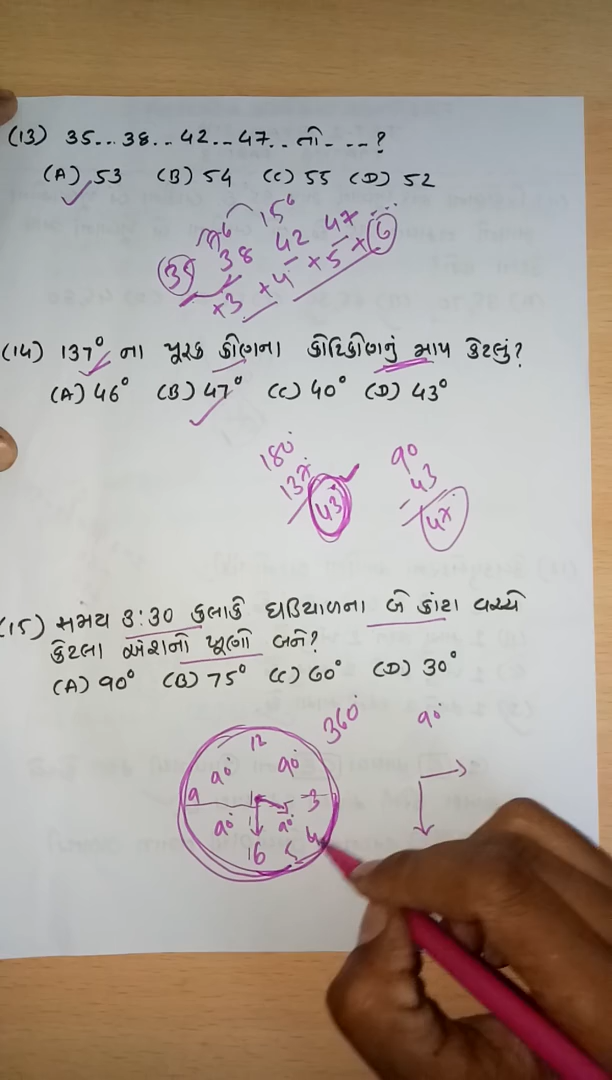 (13) 35...38...42...47..તો---?
(A) 53 (B) 54 (C) 55 (D) 52
35 38 42 47 ...
+3 +4 +5 + 6
(14) 137° ના પૂરક કોણના કોટિકોણનું માપ કેટલું?
(A) 46° (B) 47° (C) 40° (D) 43°
180° 90
137 43
43° 47
(15) સમય 3:30 કલાકે ઘડિયાળના બે કાંટા વચ્ચે
કેટલા અંશનો ખૂણો બને?
(A) 90° (B) 75° (C) 60° (D) 30°
360° 90°
12
90° 90°
9 3
90° 90° 4
6 5